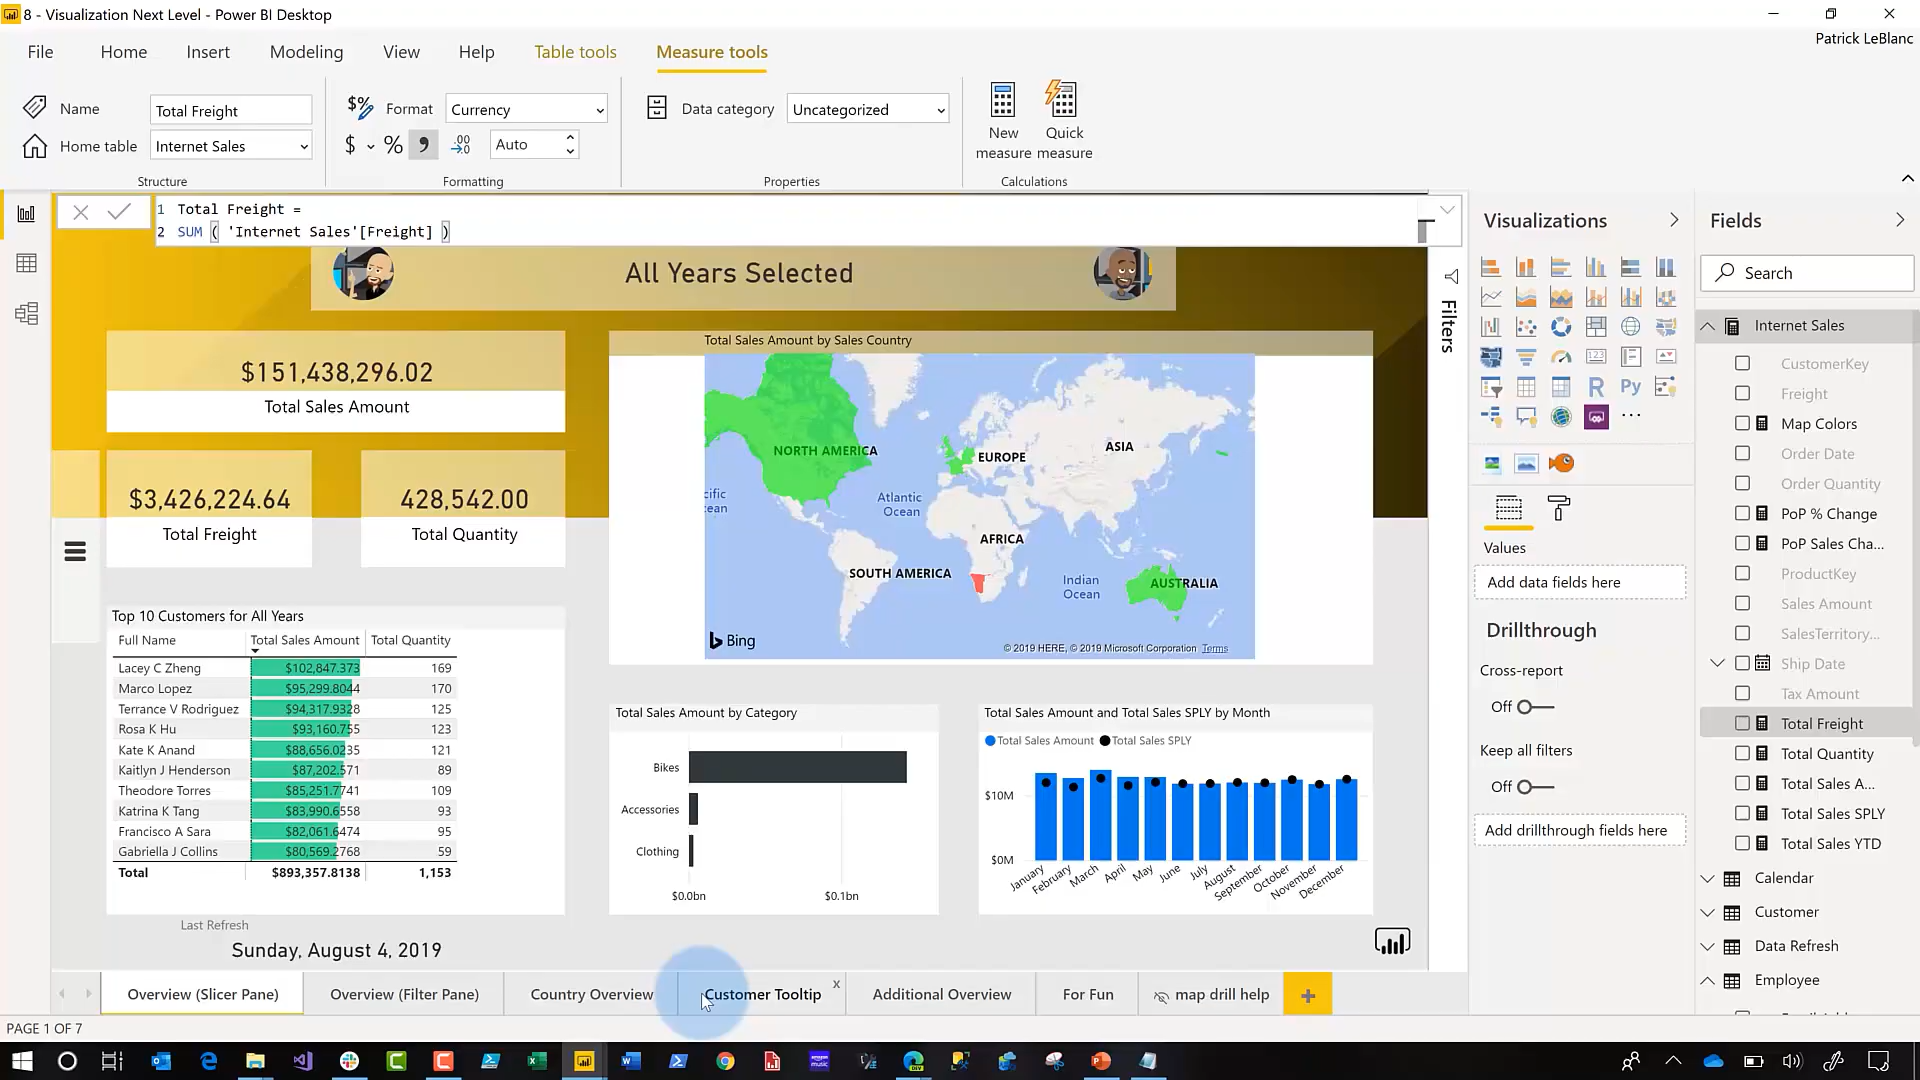 8 - Visualization Next Level - Power BI Desktop
Patrick LeBlanc
File
Home
Insert
Modeling
View
Help
Table tools
Measure tools
Name
Total Freight
Home table
Internet Sales
Structure
Format
Currency
$
%
Auto
Formatting
Data category
Uncategorized
Properties
New
measure
Quick
measure
Calculations
1 Total Freight =
2 SUM ( 'Internet Sales'[Freight] )
All Years Selected
$151,438,296.02
Total Sales Amount
$3,426,224.64
Total Freight
428,542.00
Total Quantity
Top 10 Customers for All Years
Full Name Total Sales Amount Total Quantity
Lacey C Zheng $102,847.373 169
Marco Lopez $95,299.8044 170
Terrance V Rodriguez $94,317.9328 125
Rosa K Hu $93,160.755 123
Kate K Anand $88,656.0235 121
Kaitlyn J Henderson $87,202.571 89
Theodore Torres $85,251.7741 109
Katrina K Tang $83,990.6558 93
Francisco A Sara $82,061.6474 95
Gabriella J Collins $80,569.2768 59
Total $893,357.8138 1,153
Last Refresh
Sunday, August 4, 2019
Total Sales Amount by Sales Country
NORTH AMERICA
EUROPE
ASIA
cific
ean
Atlantic
Ocean
AFRICA
SOUTH AMERICA
Indian
Ocean
AUSTRALIA
Bing
© 2019 HERE, © 2019 Microsoft Corporation Terms
Total Sales Amount by Category
Bikes
Accessories
Clothing
$0.0bn
$0.1bn
Total Sales Amount and Total Sales SPLY by Month
Total Sales Amount Total Sales SPLY
$10M
$0M
January
February
March
April
May
June
July
August
September
October
November
December
Filters
Visualizations
R
Py
Values
Add data fields here
Drillthrough
Cross-report
Off
Keep all filters
Off
Add drillthrough fields here
Fields
Search
Internet Sales
CustomerKey
Freight
Map Colors
Order Date
Order Quantity
PoP % Change
PoP Sales Cha...
ProductKey
Sales Amount
SalesTerritory...
Ship Date
Tax Amount
Total Freight
Total Quantity
Total Sales A...
Total Sales SPLY
Total Sales YTD
Calendar
Customer
Data Refresh
Employee
Overview (Slicer Pane)
Overview (Filter Pane)
Country Overview
Customer Tooltip
Additional Overview
For Fun
map drill help
PAGE 1 OF 7